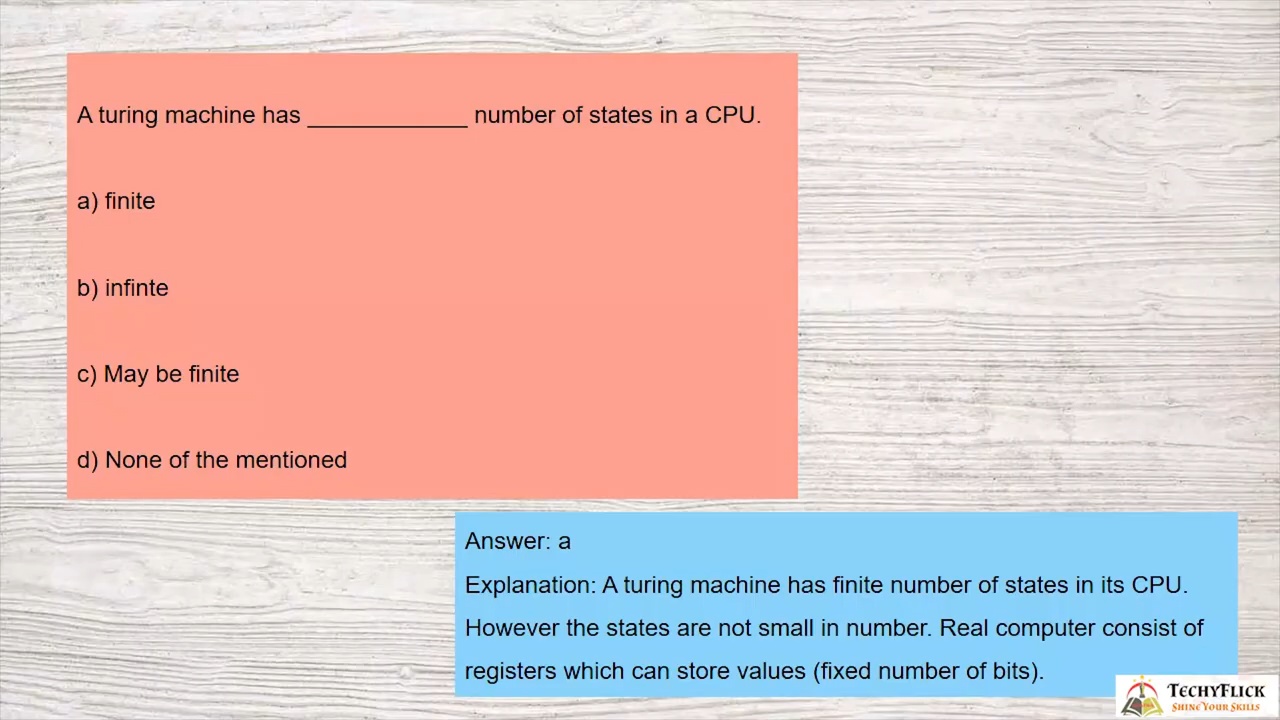 A turing machine has ____________ number of states in a CPU.
a) finite
b) infinte
c) May be finite
d) None of the mentioned
Answer: a
Explanation: A turing machine has finite number of states in its CPU.
However the states are not small in number. Real computer consist of
registers which can store values (fixed number of bits).
TECHYFLICK
SHINE YOUR SKILLS